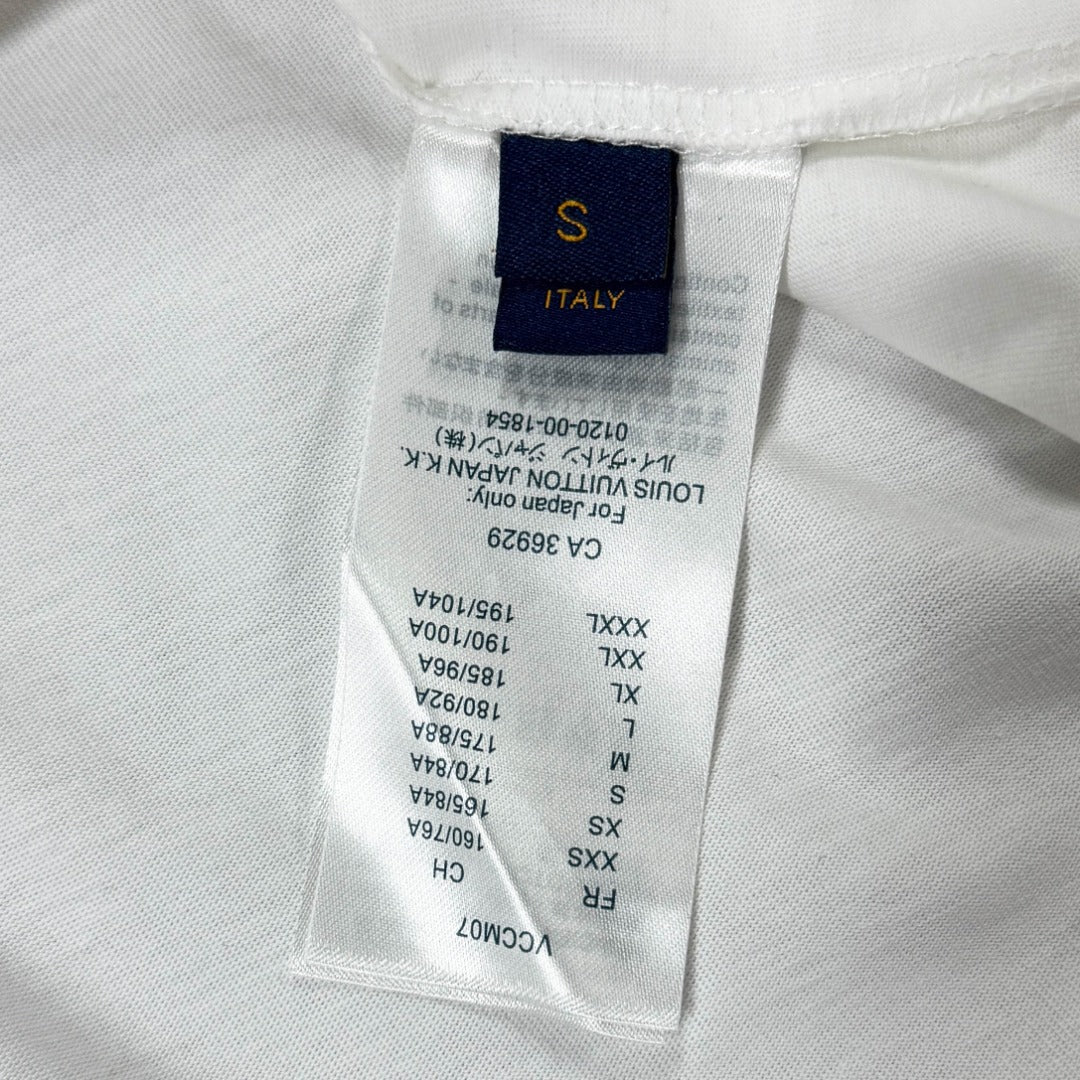 S
ITALY
VCCM07
FR CH
XXS 160/76A
XS 165/84A
S 170/84A
M 175/88A
L 180/92A
XL 185/96A
XXL 190/100A
XXXL 195/104A
CA 36929
For Japan only:
LOUIS VUITTON JAPAN K.K.
ルイ・ヴィトン ジャパン(株)
0120-00-1854